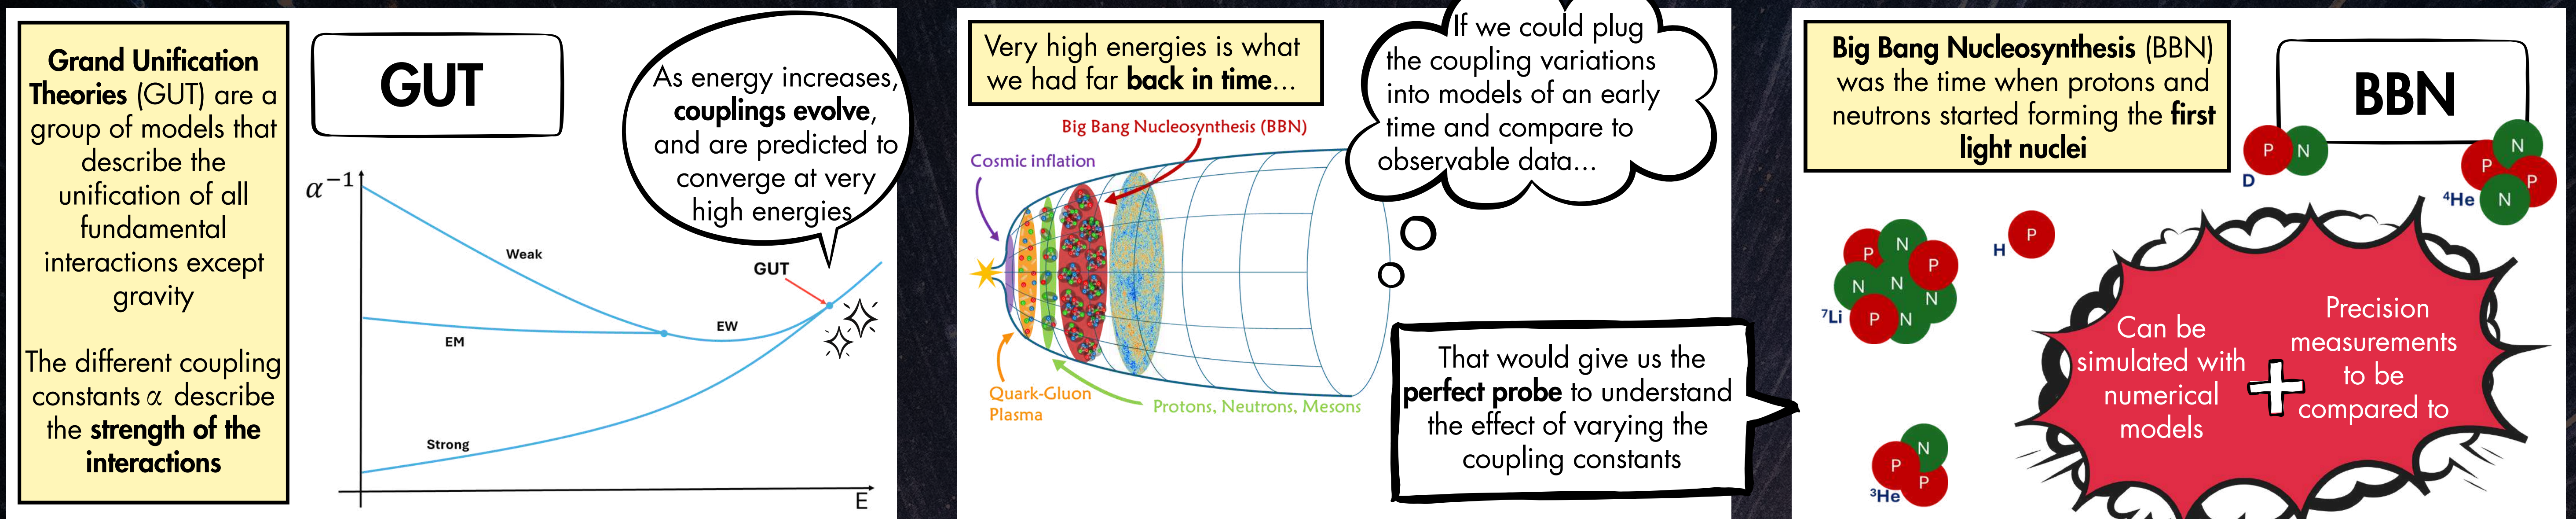 Grand Unification
Theories (GUT) are a
group of models that
describe the
unification of all
fundamental
interactions except
gravity
The different coupling
constants α describe
the strength of the
interactions
GUT
As energy increases,
couplings evolve,
and are predicted to
converge at very
high energies
α⁻¹
Weak
GUT
EW
EM
Strong
E
Very high energies is what
we had far back in time...
If we could plug
the coupling variations
into models of an early
time and compare to
observable data...
Big Bang Nucleosynthesis (BBN)
Cosmic inflation
Quark-Gluon
Plasma
Protons, Neutrons, Mesons
That would give us the
perfect probe to understand
the effect of varying the
coupling constants
Big Bang Nucleosynthesis (BBN)
was the time when protons and
neutrons started forming the first
light nuclei
BBN
P N
D
N
P
P
N
⁴He
P
H
N
P
P
N
N
N
P
N
⁷Li
Can be
simulated with
numerical
models
+
Precision
measurements
to be
compared to
N
P
P
³He